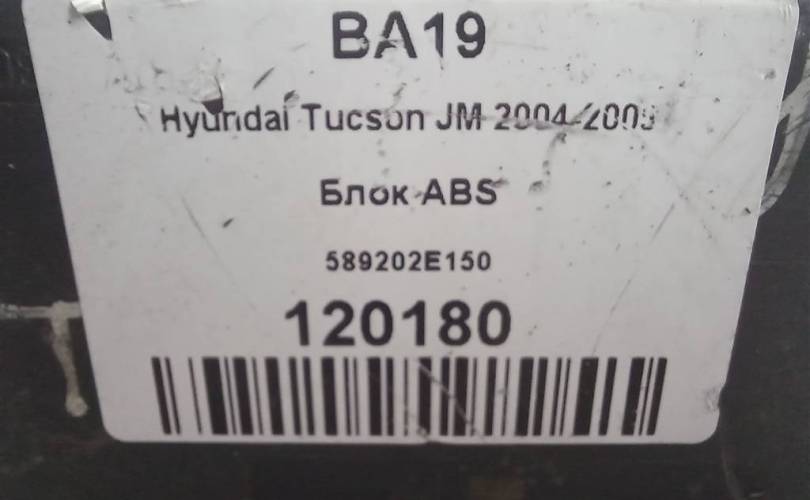 BA19
Hyundai Tucson JM 2004-2009
Блок ABS
589202E150
120180